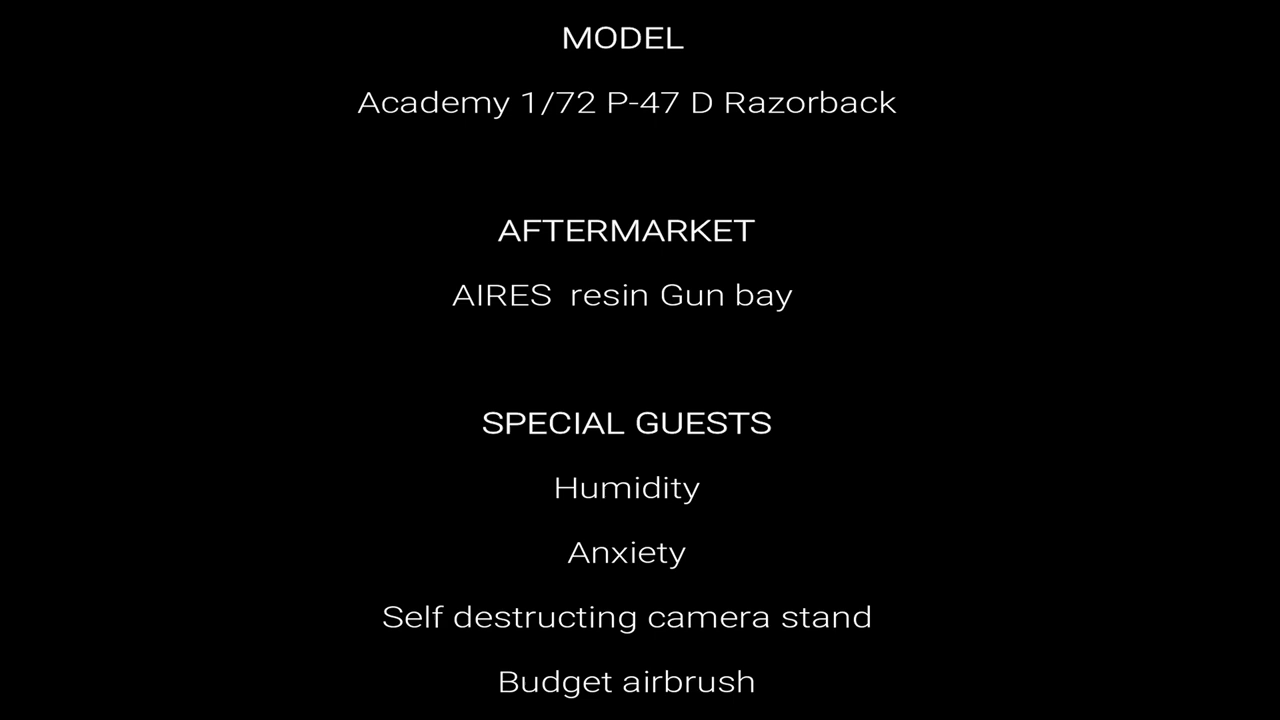 MODEL
Academy 1/72 P-47 D Razorback
AFTERMARKET
AIRES  resin Gun bay
SPECIAL GUESTS
Humidity
Anxiety
Self destructing camera stand
Budget airbrush